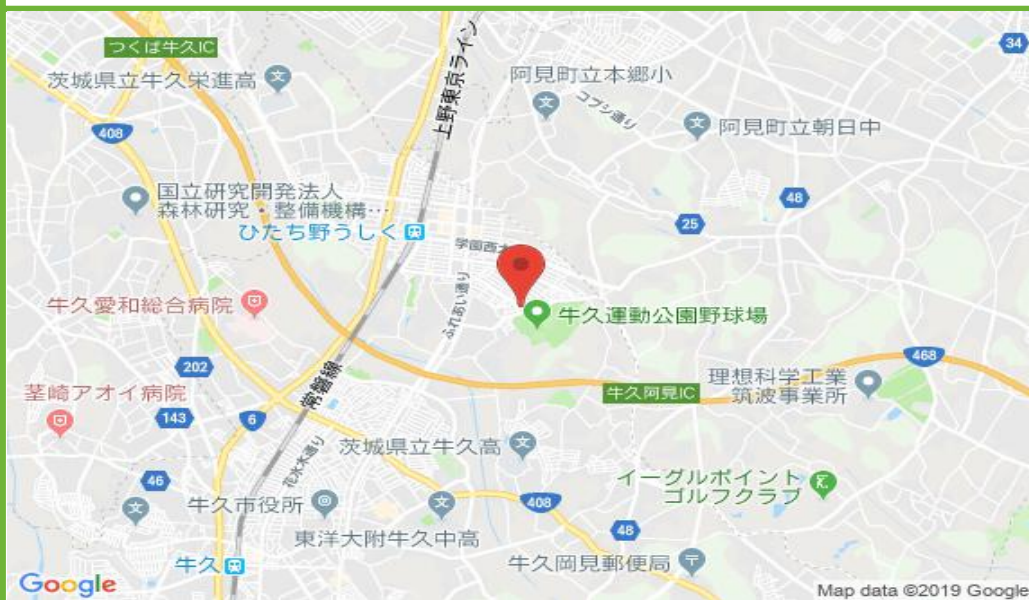 つくば牛久IC
34
茨城県立牛久栄進高
上野東京ライン
阿見町立本郷小
コブシ通り
阿見町立朝日中
408
国立研究開発法人
森林研究・整備機構…
ひたち野うしく
48
25
学園西大
ふれあい通り
牛久愛和総合病院
牛久運動公園野球場
202
常磐線
468
茎崎アオイ病院
牛久阿見IC
理想科学工業
筑波事業所
143
6
花水木通り
茨城県立牛久高
イーグルポイント
ゴルフクラブ
46
牛久市役所
408
48
東洋大附牛久中高
牛久
牛久岡見郵便局
Google
Map data ©2019 Google